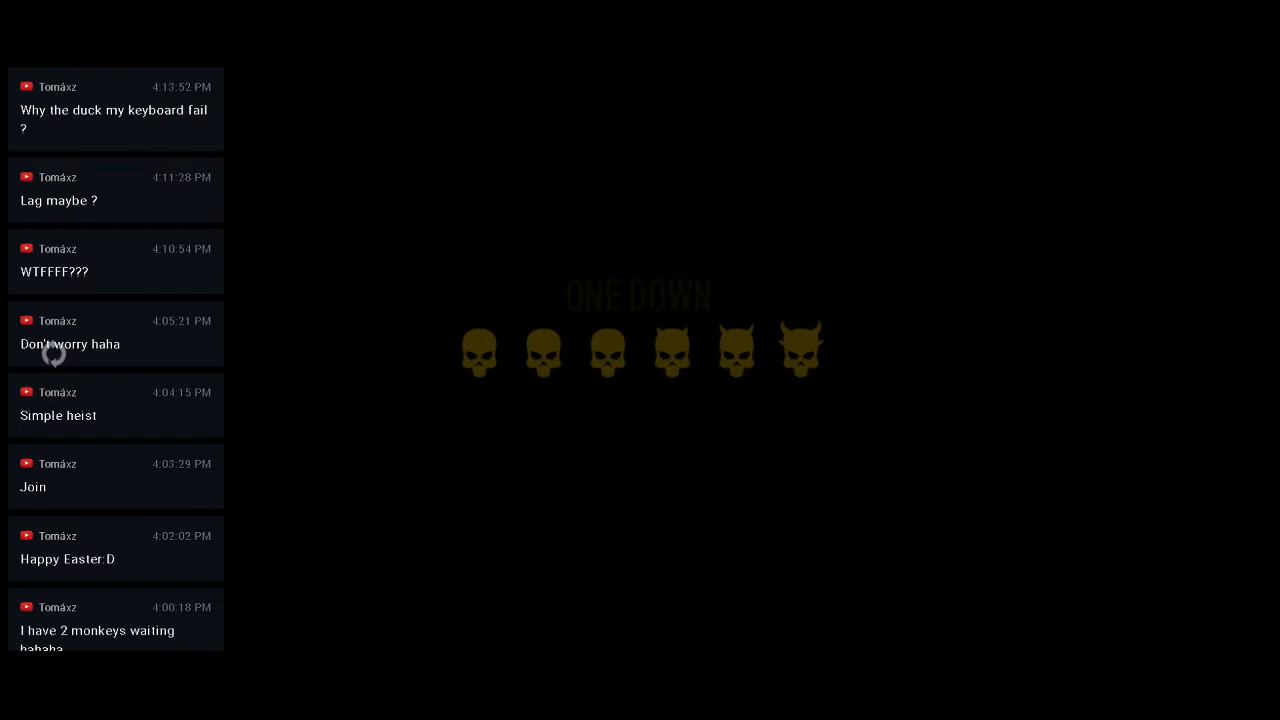 Tomáxz 4:13:52 PM
Why the duck my keyboard fail
?
Tomáxz 4:11:28 PM
Lag maybe ?
Tomáxz 4:10:54 PM
WTFFFF???
Tomáxz 4:05:21 PM
Don't worry haha
Tomáxz 4:04:15 PM
Simple heist
Tomáxz 4:03:29 PM
Join
Tomáxz 4:02:02 PM
Happy Easter:D
Tomáxz 4:00:18 PM
I have 2 monkeys waiting
hahaha
ONE DOWN